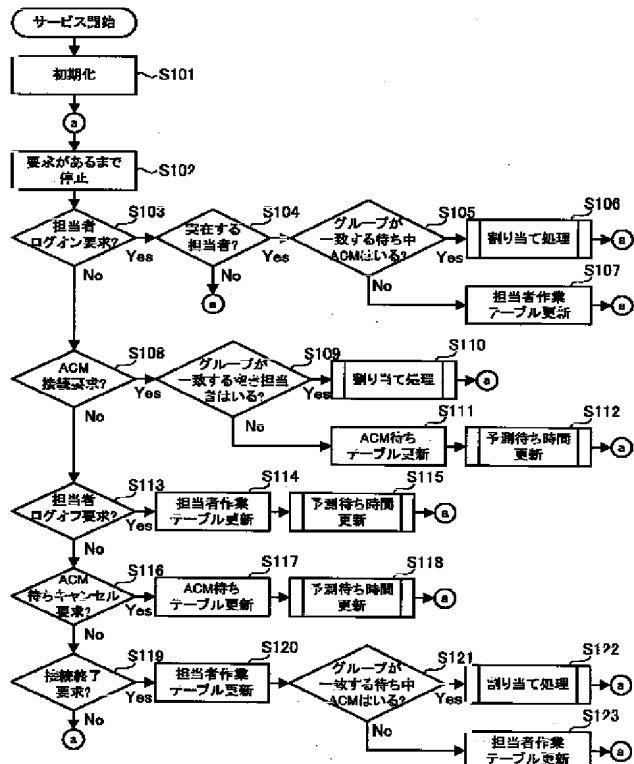 サービス開始
初期化
S101
a
要求があるまで
停止
S102
担当者
ログイン要求?
S103
Yes
No
実在する
担当者?
S104
Yes
No
a
グループが
一致する待ち中
ACMはいる?
S105
Yes
No
割り当て処理
S106
a
担当者作業
テーブル更新
S107
a
ACM
接続要求?
S108
Yes
No
グループが
一致する空き担当
者はいる?
S109
Yes
No
割り当て処理
S110
a
ACM待ち
テーブル更新
S111
予測待ち時間
更新
S112
a
担当者
ログオフ要求?
S113
Yes
No
担当者作業
テーブル更新
S114
予測待ち時間
更新
S115
a
ACM
待ちキャンセル
要求?
S116
Yes
No
ACM待ち
テーブル更新
S117
予測待ち時間
更新
S118
a
接続終了
要求?
S119
Yes
No
a
担当者作業
テーブル更新
S120
グループが
一致する待ち中
ACMはいる?
S121
Yes
No
割り当て処理
S122
a
担当者作業
テーブル更新
S123
a